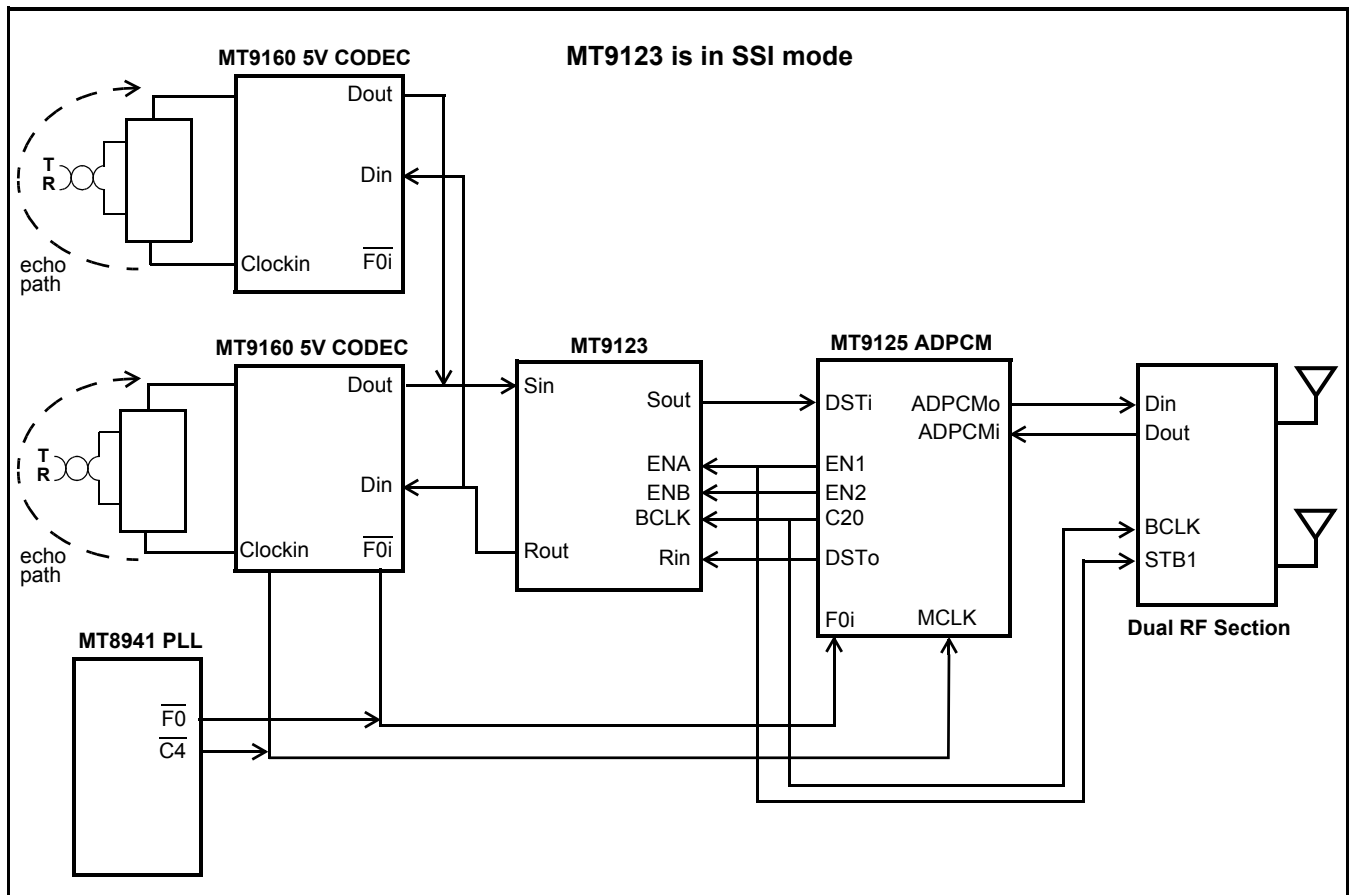 MT9160 5V CODEC
MT9123 is in SSI mode
Dout
Din
T
R
Clockin
F0i
echo
path
MT9160 5V CODEC
Dout
Din
T
R
Clockin
F0i
echo
path
MT9123
Sin
Sout
ENA
ENB
BCLK
Rout
Rin
MT9125 ADPCM
DSTi
ADPCMo
ADPCMi
EN1
EN2
C20
DSTo
F0i
MCLK
Din
Dout
BCLK
STB1
Dual RF Section
MT8941 PLL
F0
C4